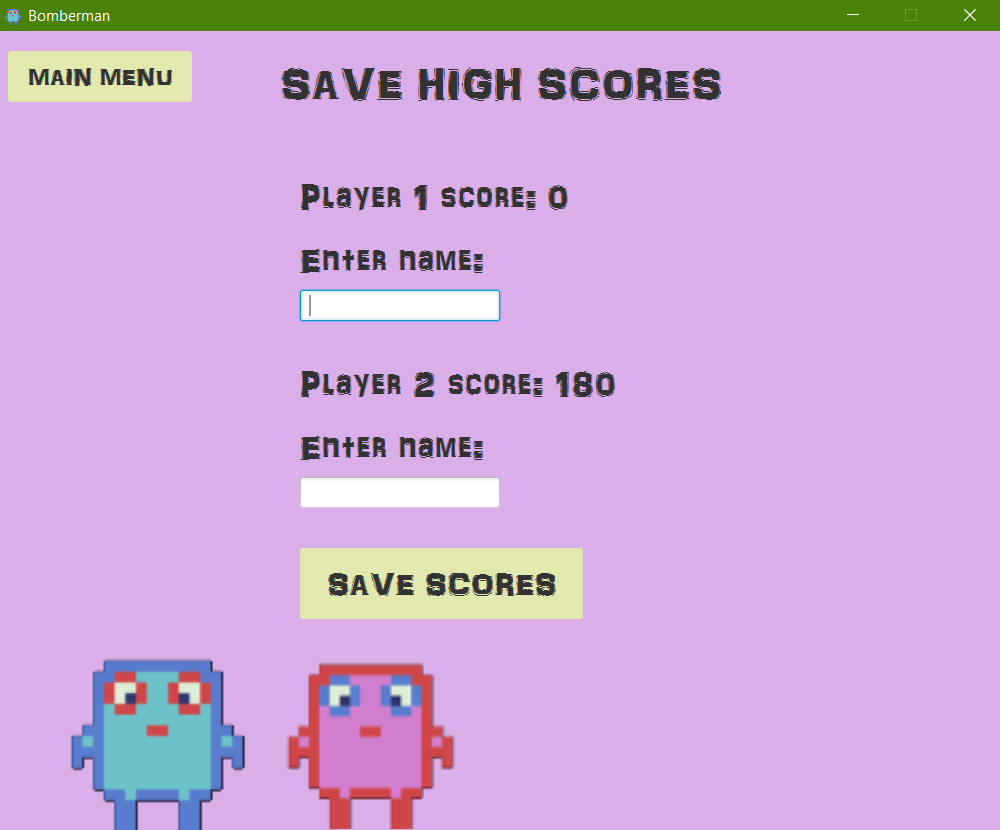 Bomberman
MAIN MENU
SAVE HIGH SCORES
Player 1 score: 0
Enter name:
Player 2 score: 180
Enter name:
SAVE SCORES